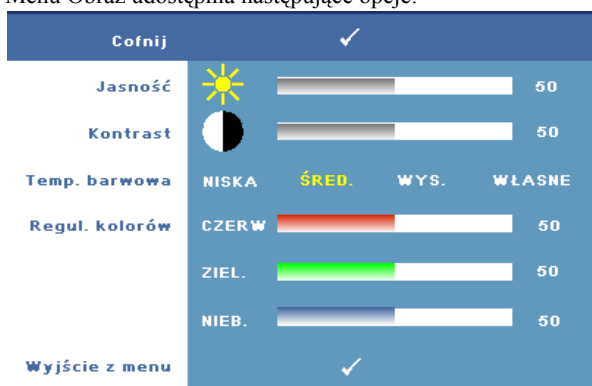 Menu Obraz udostępnia następujące opcje:
Cofnij
Jasność 50
Kontrast 50
Temp. barwowa NISKA ŚRED. WYS. WŁASNE
Regul. kolorów CZERW 50
ZIEL. 50
NIEB. 50
Wyjście z menu